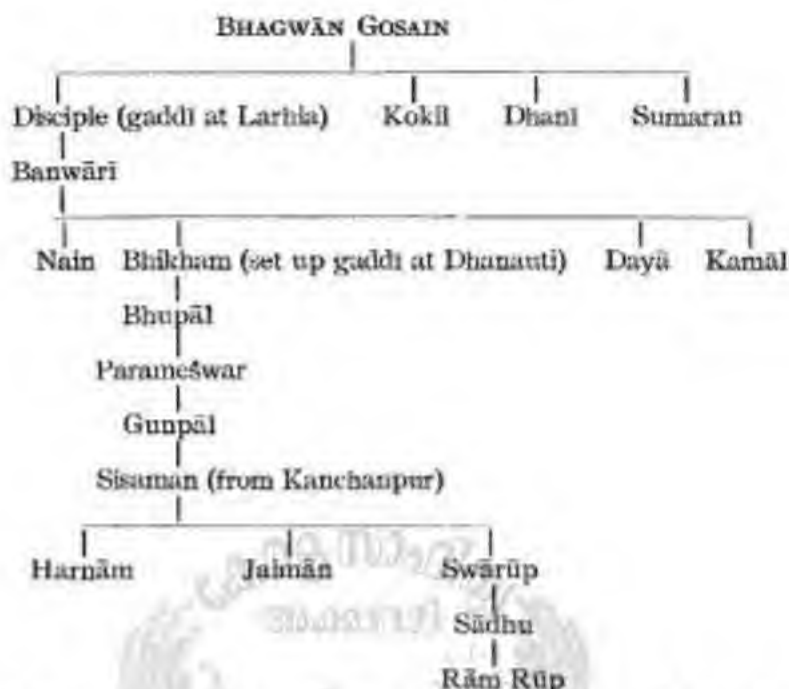 BHAGWĀN GOSAIN
Disciple (gaddī at Larhia) Kokil Dhanī Sumaran
Banwārī
Nain Bhikham (set up gaddī at Dhanauti) Dayā Kamāl
Bhupāl
Parameśwar
Gunpāl
Sisaman (from Kanchanpur)
Harnām Jaimān Swārūp
Sādhu
Rām Rūp